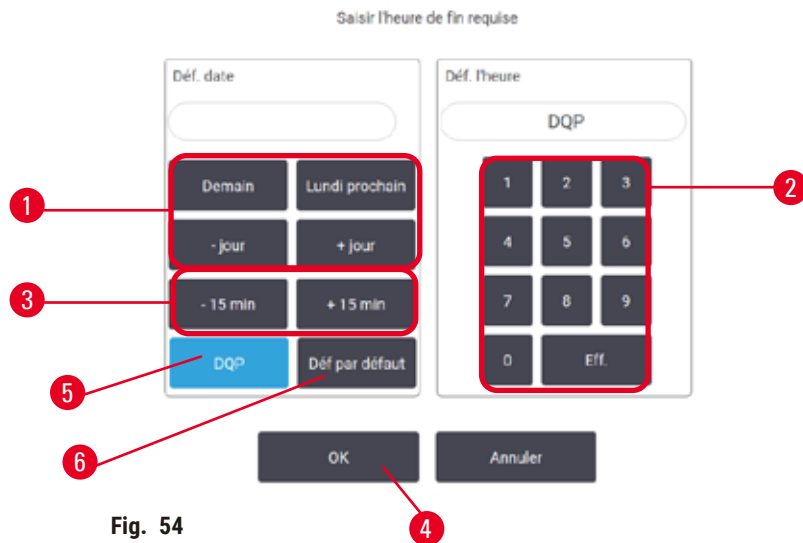 Saisir l'heure de fin requise
Déf. date
Déf. l'heure
DQP
Demain
Lundi prochain
- jour
+ jour
- 15 min
+ 15 min
DQP
Déf par défaut
1 2 3
4 5 6
7 8 9
0 Eff.
OK
Annuler
1
2
3
5
6
4
Fig. 54